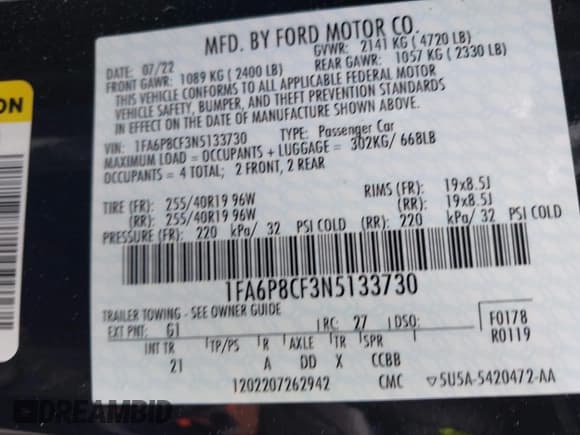 MFD. BY FORD MOTOR CO.
DATE: 07/22 GVWR: 2141 KG (4720 LB)
FRONT GAWR: 1089 KG (2400 LB) REAR GAWR: 1057 KG (2330 LB)
THIS VEHICLE CONFORMS TO ALL APPLICABLE FEDERAL MOTOR
VEHICLE SAFETY, BUMPER, AND THEFT PREVENTION STANDARDS
IN EFFECT ON THE DATE OF MANUFACTURE SHOWN ABOVE.
VIN: 1FA6P8CF3N5133730 TYPE: Passenger Car
MAXIMUM LOAD = OCCUPANTS + LUGGAGE = 302KG/ 668LB
OCCUPANTS = 4 TOTAL; 2 FRONT, 2 REAR
TIRE (FR): 255/40R19 96W RIMS (FR): 19x8.5J
(RR): 255/40R19 96W (RR): 19x8.5J
PRESSURE (FR): 220 kPa/ 32 PSI COLD (RR): 220 kPa/ 32 PSI COLD
1FA6P8CF3N5133730
TRAILER TOWING - SEE OWNER GUIDE
EXT PNT: G1 RC: 27 DSO: F0178
R0119
INT TR TP/PS R AXLE TR SPR
21 A DD X CCBB
1202207262942 CMC ▽5U5A-5420472-AA
ON
DREAMBID